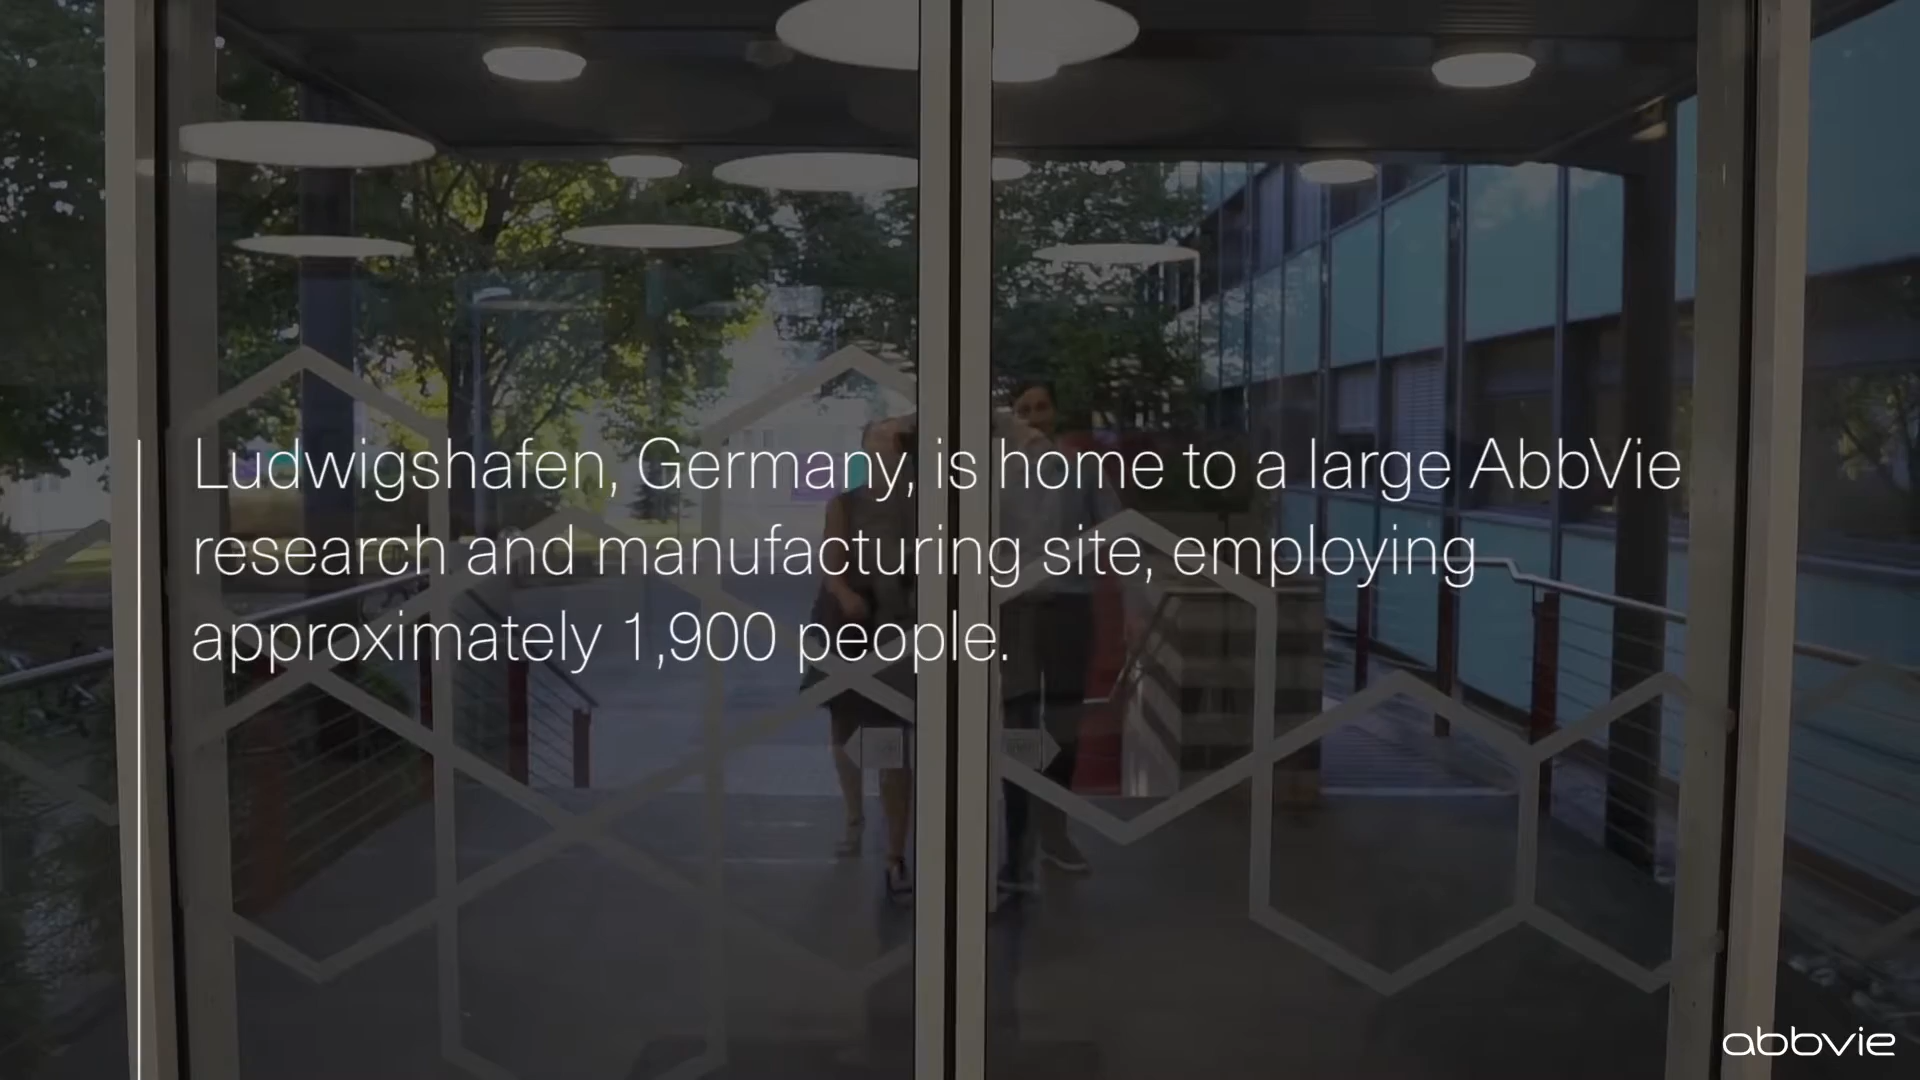 Ludwigshafen, Germany, is home to a large AbbVie
research and manufacturing site, employing
approximately 1,900 people.
abbvie